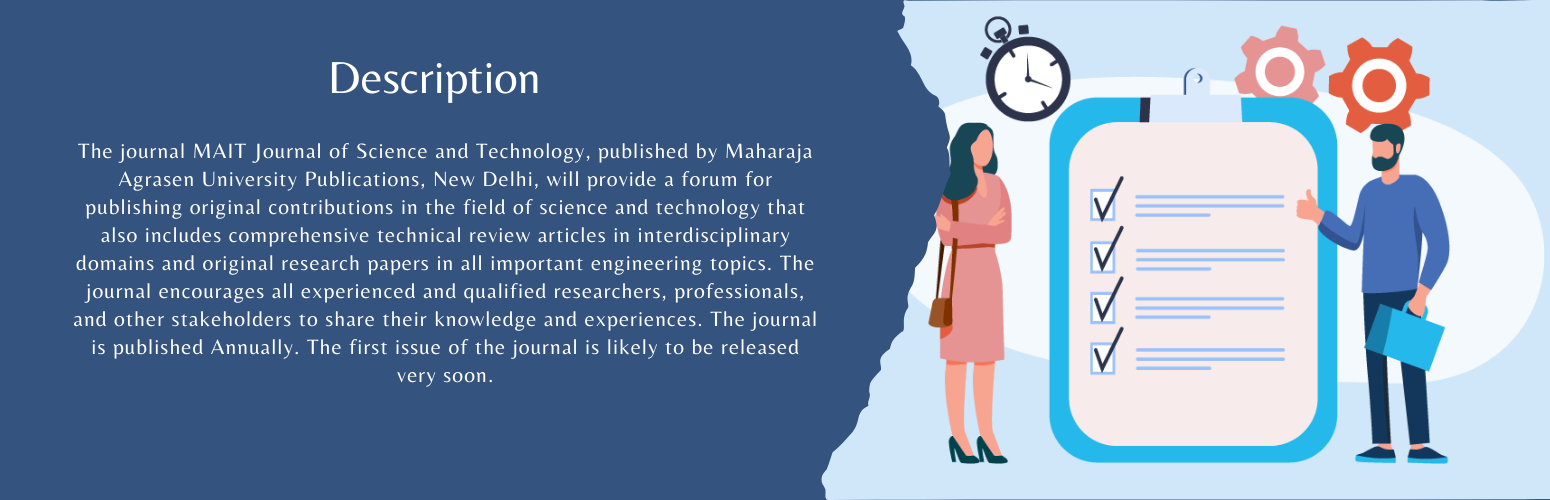 Description
The journal MAIT Journal of Science and Technology, published by Maharaja
Agrasen University Publications, New Delhi, will provide a forum for
publishing original contributions in the field of science and technology that
also includes comprehensive technical review articles in interdisciplinary
domains and original research papers in all important engineering topics. The
journal encourages all experienced and qualified researchers, professionals,
and other stakeholders to share their knowledge and experiences. The journal
is published Annually. The first issue of the journal is likely to be released
very soon.